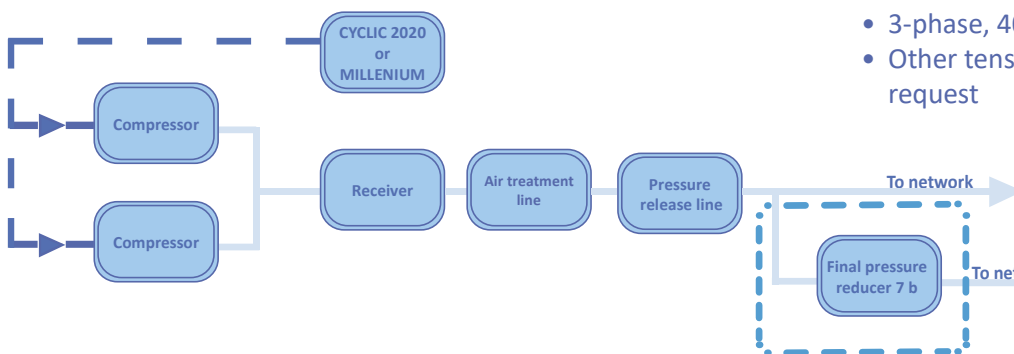 CYCLIC 2020
or
MILLENIUM
• 3-phase,
• Other
request
Compressor
Receiver
Air treatment
line
Pressure
release line
To network
Compressor
Final pressure
reducer 7 b
To